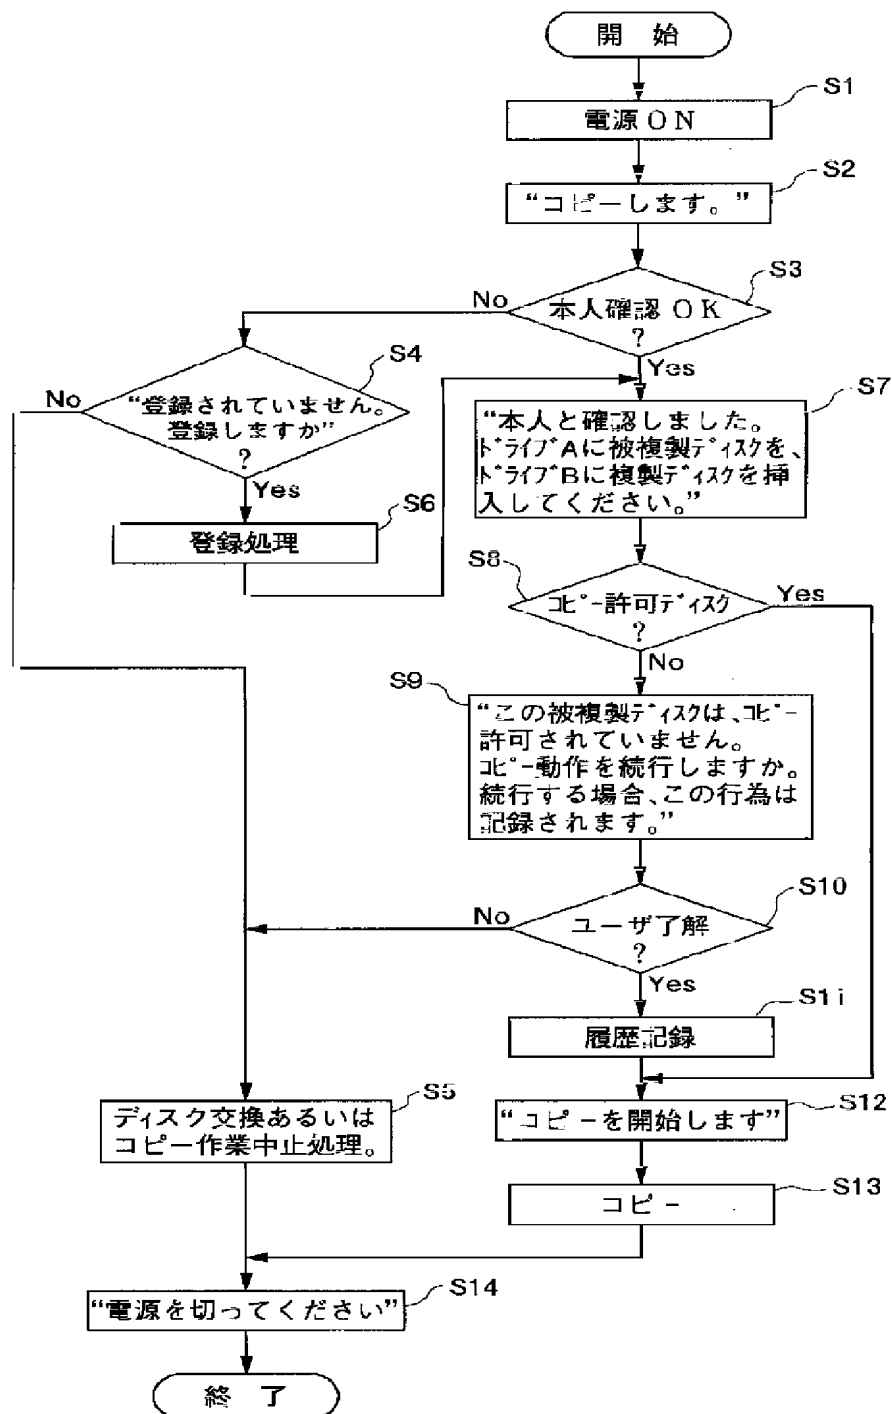 開 始
S1
電源ON
S2
“コピーします。”
S3
本人確認 OK
?
No
Yes
S4
“登録されていません。
登録しますか”
?
No
Yes
S6
登録処理
S7
“本人と確認しました。
ドライブAに被複製ディスクを、
ドライブBに複製ディスクを挿
入してください。”
S8
コピー許可ディスク
?
Yes
No
S9
“この被複製ディスクは、コピー
許可されていません。
コピー動作を続行しますか。
続行する場合、この行為は
記録されます。”
S10
ユーザ了解
?
No
Yes
S11
履歴記録
S5
ディスク交換あるいは
コピー作業中止処理。
S12
“コピーを開始します”
S13
コピー
S14
“電源を切ってください”
終 了